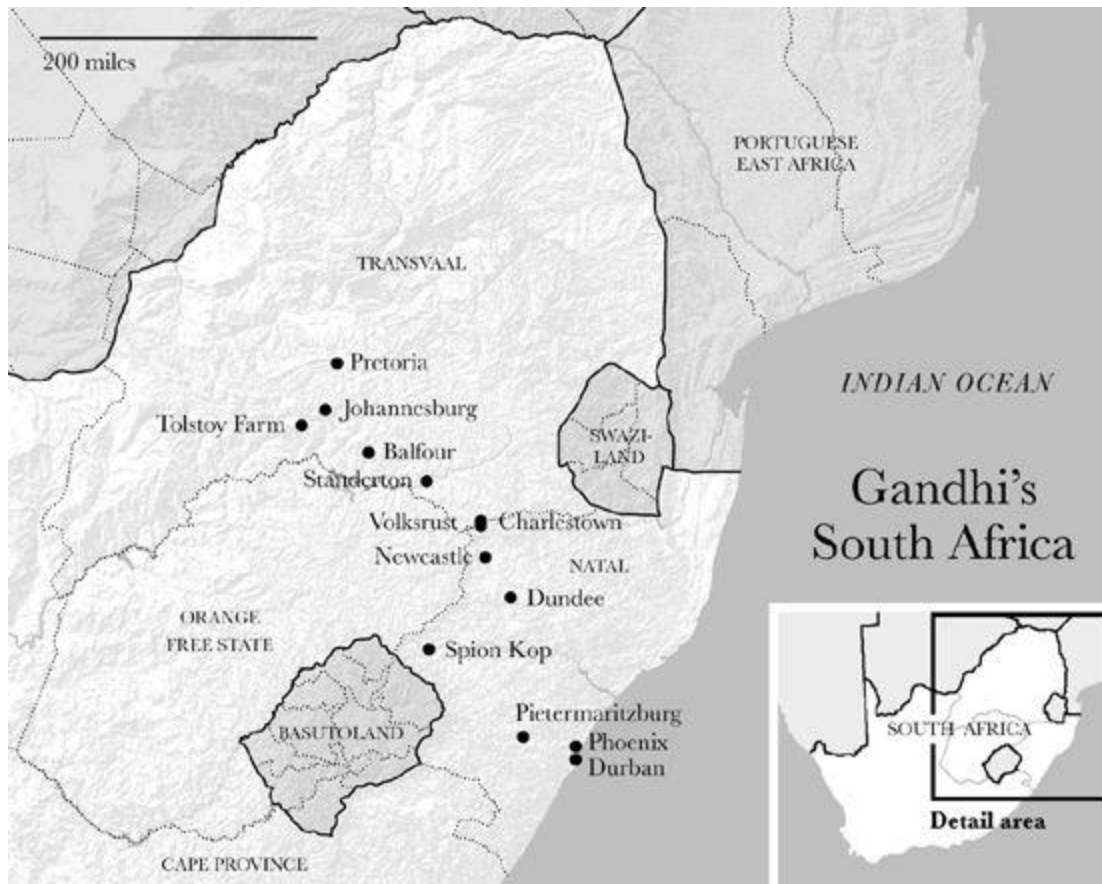 200 miles
PORTUGUESE
EAST AFRICA
TRANSVAAL
Pretoria
INDIAN OCEAN
Johannesburg
Tolstoy Farm
SWAZI-
LAND
Balfour
Standerton
Gandhi's
South Africa
Volksrust
Charlestown
Newcastle
NATAL
Dundee
ORANGE
FREE STATE
Spion Kop
Pietermaritzburg
BASUTOLAND
Phoenix
Durban
SOUTH AFRICA
Detail area
CAPE PROVINCE